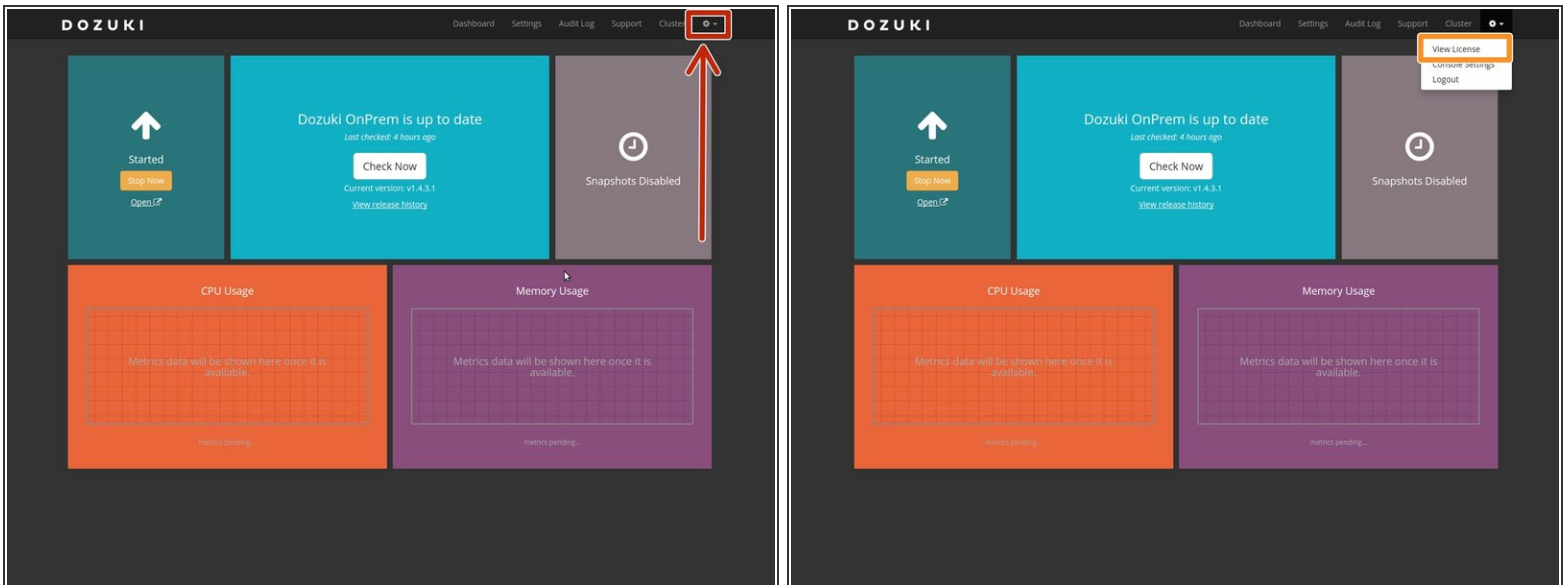 DOZUKI
Dashboard Settings Audit Log Support Cluster
Started
Stop Now
Open
Dozuki OnPrem is up to date
Last checked: 4 hours ago
Check Now
Current version: v1.4.3.1
View release history
Snapshots Disabled
CPU Usage
Metrics data will be shown here once it is
available.
metrics pending...
Memory Usage
Metrics data will be shown here once it is
available.
metrics pending...
DOZUKI
Dashboard Settings Audit Log Support Cluster
View License
Console Settings
Logout
Started
Stop Now
Open
Dozuki OnPrem is up to date
Last checked: 4 hours ago
Check Now
Current version: v1.4.3.1
View release history
Snapshots Disabled
CPU Usage
Metrics data will be shown here once it is
available.
metrics pending...
Memory Usage
Metrics data will be shown here once it is
available.
metrics pending...